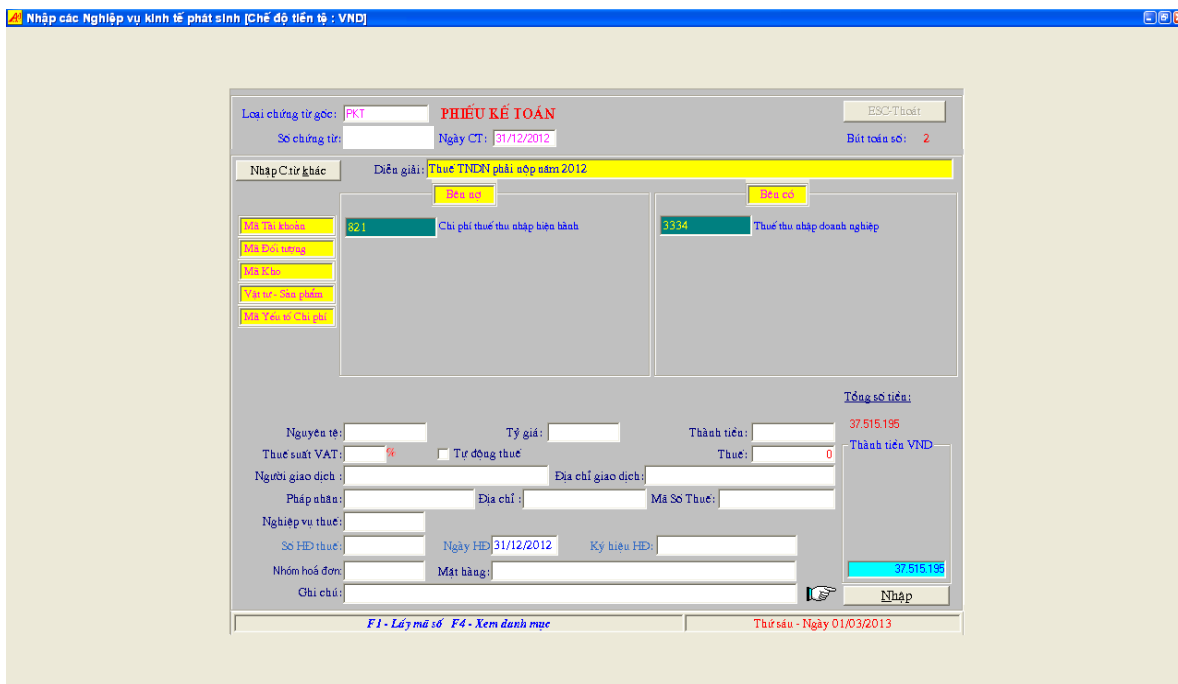 Nhập các Nghiệp vụ kinh tế phát sinh [Chế độ tiền tệ : VND]
Loại chứng từ gốc: PKT PHIẾU KẾ TOÁN ESC-Thoát
Số chứng từ: Ngày CT: 31/12/2012 Bút toán số: 2
Nhập C.từ khác Diễn giải: Thuế TNDN phải nộp năm 2012
Bên nợ Bên có
Mã Tài khoản 821 Chi phí thuế thu nhập hiện hành 3334 Thuế thu nhập doanh nghiệp
Mã Đối tượng
Mã Kho
Vật tư - Sản phẩm
Mã Yếu tố Chi phí
Tổng số tiền:
37.515.195
Nguyên tệ: Tỷ giá: Thành tiền:
Thành tiền VND
Thuế suất VAT: % Tự động thuế Thuế: 0
Người giao dịch : Địa chỉ giao dịch:
Pháp nhân: Địa chỉ : Mã Số Thuế:
Nghiệp vụ thuế:
Số HĐ thuế: Ngày HĐ 31/12/2012 Ký hiệu HĐ:
Nhóm hoá đơn: Mặt hàng: 37.515.195
Ghi chú: Nhập
F1 - Lấy mã số F4 - Xem danh mục Thứ sáu - Ngày 01/03/2013